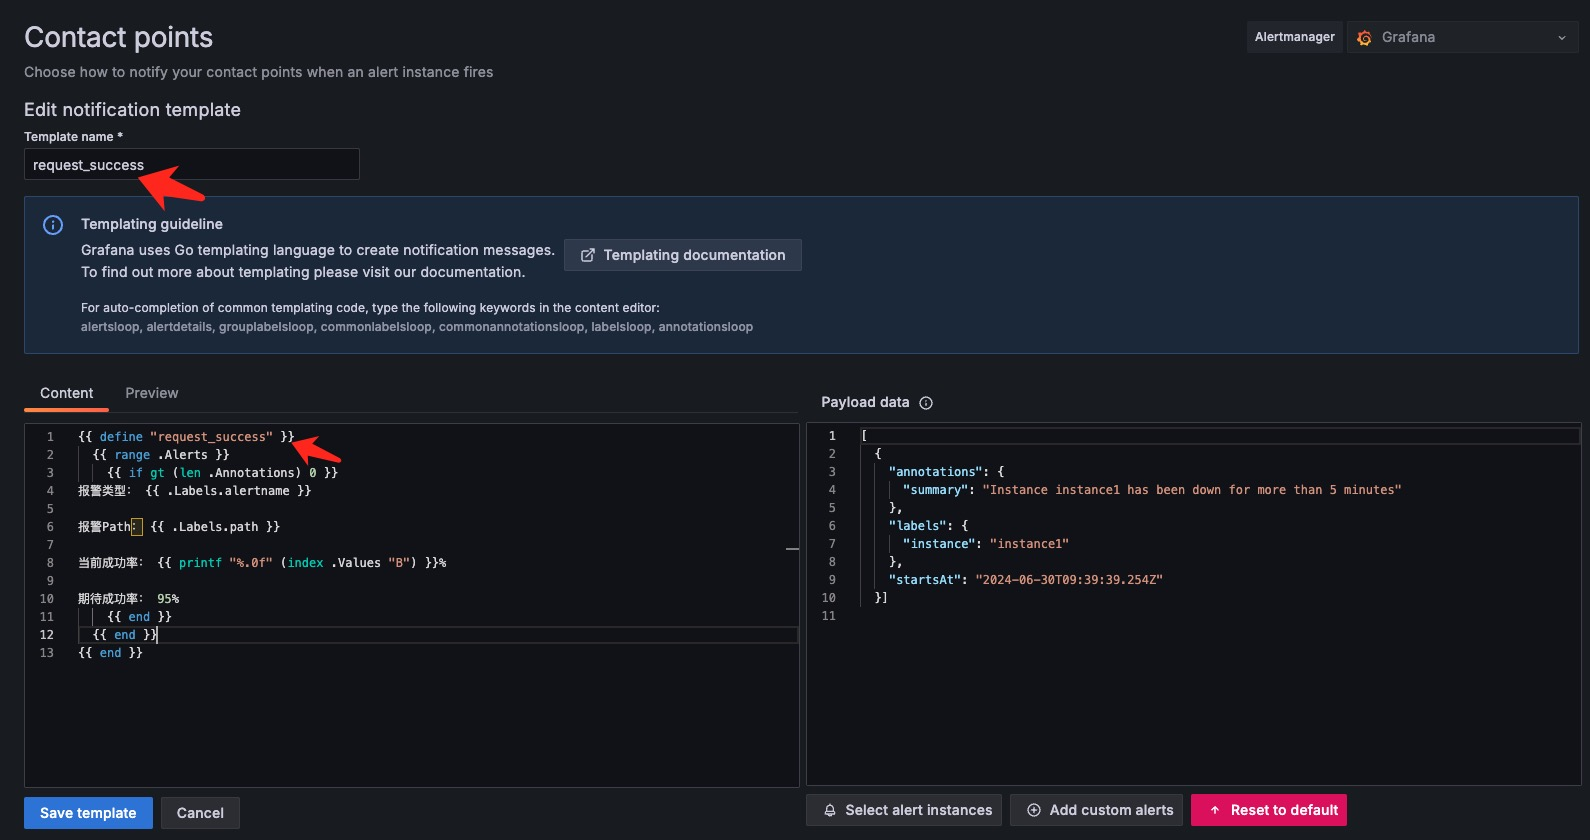 Contact points
Alertmanager
Grafana
Choose how to notify your contact points when an alert instance fires
Edit notification template
Template name *
request_success
Templating guideline
Grafana uses Go templating language to create notification messages.
To find out more about templating please visit our documentation.
Templating documentation
For auto-completion of common templating code, type the following keywords in the content editor:
alertsloop, alertdetails, grouplabelsloop, commonlabelsloop, commonannotationsloop, labelsloop, annotationsloop
Content Preview
1 {{ define "request_success" }}
2 {{ range .Alerts }}
3 {{ if gt (len .Annotations) 0 }}
4 报警类型： {{ .Labels.alertname }}
5
6 报警Path： {{ .Labels.path }}
7
8 当前成功率： {{ printf "%.0f" (index .Values "B") }}%
9
10 期待成功率： 95%
11 {{ end }}
12 {{ end }}
13 {{ end }}
Save template
Cancel
Payload data
1 [
2 {
3 "annotations": {
4 "summary": "Instance instance1 has been down for more than 5 minutes"
5 },
6 "labels": {
7 "instance": "instance1"
8 },
9 "startsAt": "2024-06-30T09:39:39.254Z"
10 }]
11
Select alert instances
Add custom alerts
Reset to default